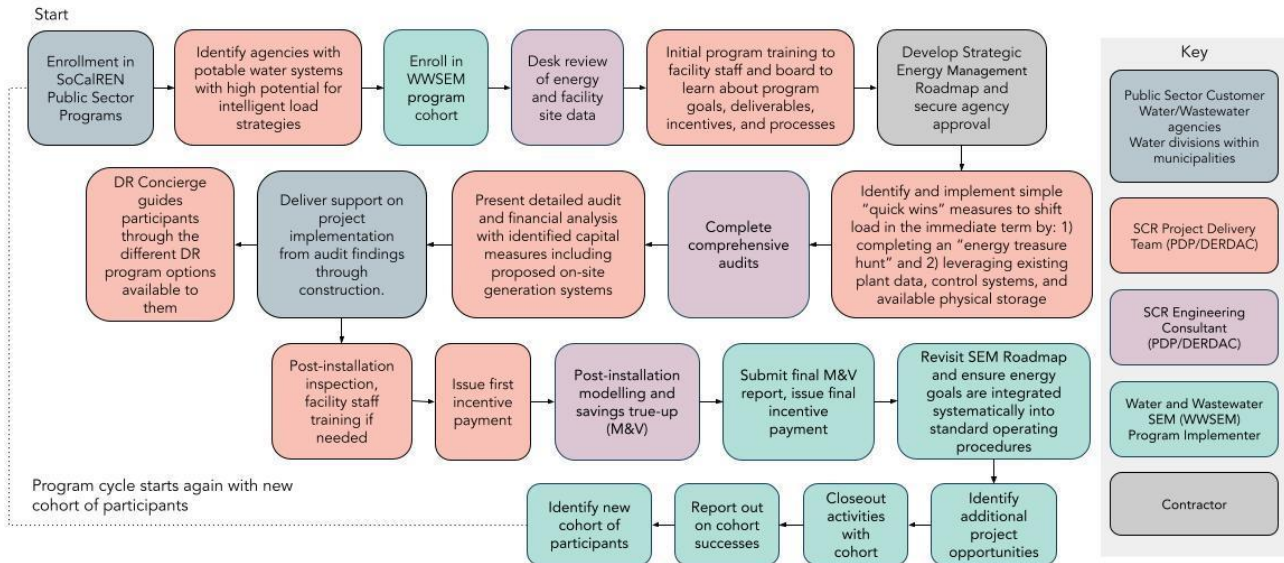 Start
Enrollment in
SoCalREN
Public Sector
Programs
Identify agencies with
potable water systems
with high potential for
intelligent load
strategies
Enroll in
WWSEM
program
cohort
Desk review
of energy
and facility
site data
Initial program training to
facility staff and board to
learn about program
goals, deliverables,
incentives, and processes
Develop Strategic
Energy Management
Roadmap and
secure agency
approval
Identify and implement simple
“quick wins” measures to shift
load in the immediate term by: 1)
completing an “energy treasure
hunt” and 2) leveraging existing
plant data, control systems, and
available physical storage
Complete
comprehensive
audits
Present detailed audit
and financial analysis
with identified capital
measures including
proposed on-site
generation systems
Deliver support on
project
implementation
from audit findings
through
construction.
DR Concierge
guides
participants
through the
different DR
program options
available to
them
Post-installation
inspection,
facility staff
training if
needed
Issue first
incentive
payment
Post-installation
modelling and
savings true-up
(M&V)
Submit final M&V
report, issue final
incentive
payment
Revisit SEM Roadmap
and ensure energy
goals are integrated
systematically into
standard operating
procedures
Identify
additional
project
opportunities
Closeout
activities
with
cohort
Report out
on cohort
successes
Identify new
cohort of
participants
Program cycle starts again with new
cohort of participants
Key
Public Sector Customer
Water/Wastewater
agencies
Water divisions within
municipalities
SCR Project Delivery
Team (PDP/DERDAC)
SCR Engineering
Consultant
(PDP/DERDAC)
Water and Wastewater
SEM (WWSEM)
Program Implementer
Contractor